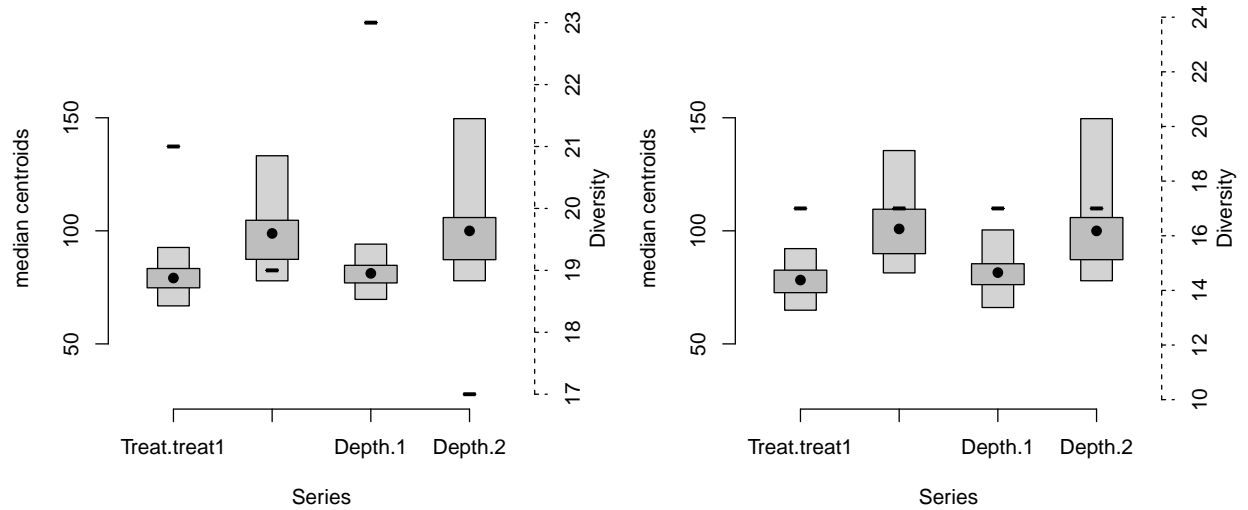 median centroids
50
100
150
Treat.treat1
Depth.1
Depth.2
Series
17
18
19
20
21
22
23
Diversity
median centroids
50
100
150
Treat.treat1
Depth.1
Depth.2
Series
10
12
14
16
18
20
22
24
Diversity